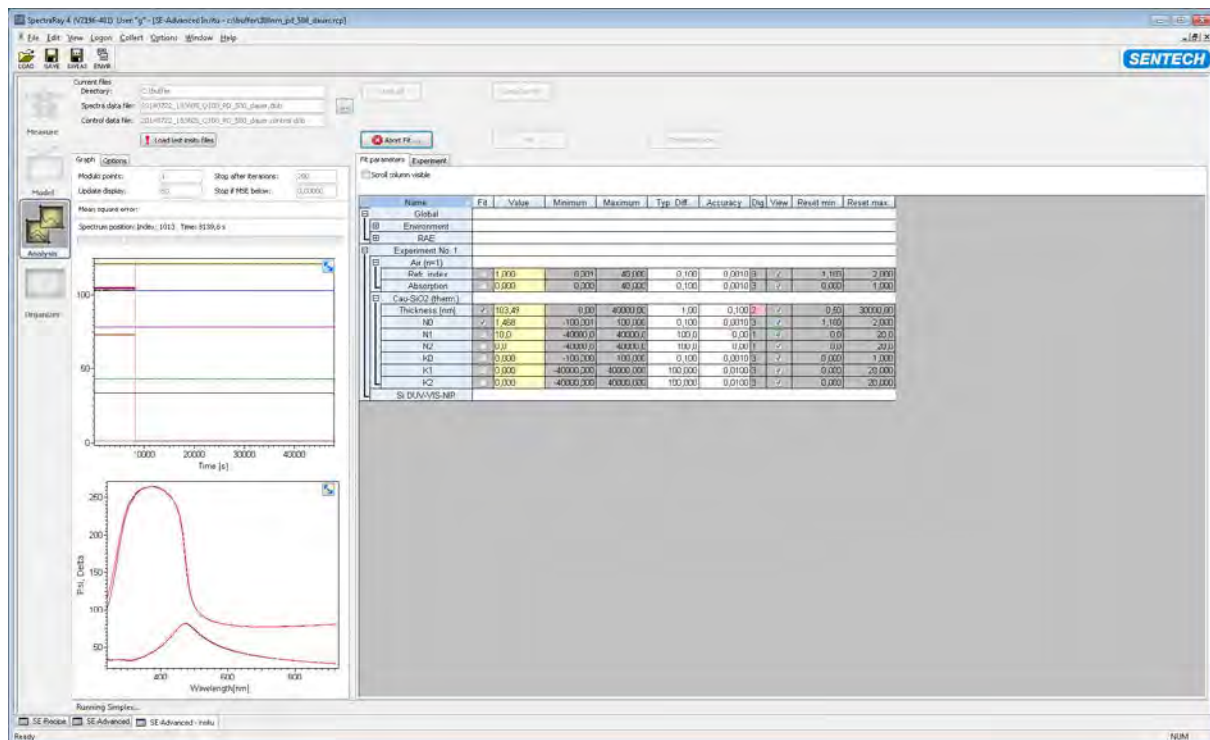 SpectraRay 4
File Edit View Logon Collect Options Window Help
LOAD SAVE ENVIR
SENTECH
Current files
Directory:
Spectra data file:
Control data file:
Load last insitu files
Measure
Model
Analysis
Organizer
Graph Options
Modulo points: 1 Stop after iterations: 200
Update display: Stop if MSE below: 0,00000
Mean square error:
Spectrum position: Index: 1013 Time: 8139,6 s
100
50
0
10000 20000 30000 40000
Time [s]
250
200
150
100
50
Psi, Delta
400 600 800
Wavelength[nm]
Abort Fit ...
Fit parameters Experiment
Scroll column visible
Name Fit Value Minimum Maximum Typ. Diff. Accuracy Dig View Reset min. Reset max.
Global
Environment
RAE
Experiment No. 1
Air (n=1)
Refr. index 1,000 0,001 40,000 0,100 0,0010 3 1,100 2,000
Absorption 0,000 0,000 40,000 0,100 0,0010 3 0,000 1,000
Cau-SiO2 (therm.)
Thickness [nm] 103,49 0,00 40000,00 1,00 0,100 2 0,50 30000,00
N0 1,458 -100,001 100,000 0,100 0,0010 3 1,100 2,000
N1 10,0 -40000,0 40000,0 100,0 0,00 1 0,0 20,0
N2 0,0 -40000,0 40000,0 100,0 0,00 1 0,0 20,0
K0 0,000 -100,000 100,000 0,100 0,0010 3 0,000 1,000
K1 0,000 -40000,000 40000,000 100,000 0,0100 3 0,000 20,000
K2 0,000 -40000,000 40000,000 100,000 0,0100 3 0,000 20,000
Si DUV-VIS-NIR
Running Simplex...
SE-Recipe SE-Advanced SE-Advanced - insitu
Ready NUM